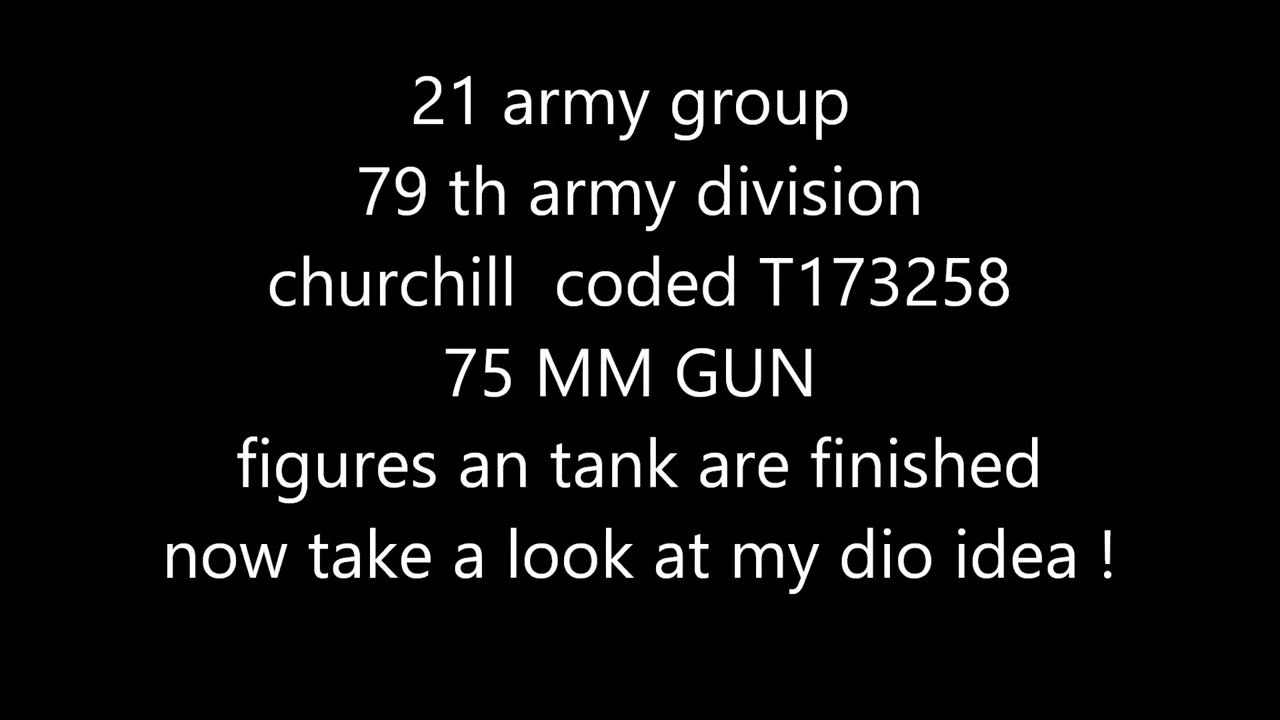 21 army group
79 th army division
churchill  coded T173258
75 MM GUN
figures an tank are finished
now take a look at my dio idea !